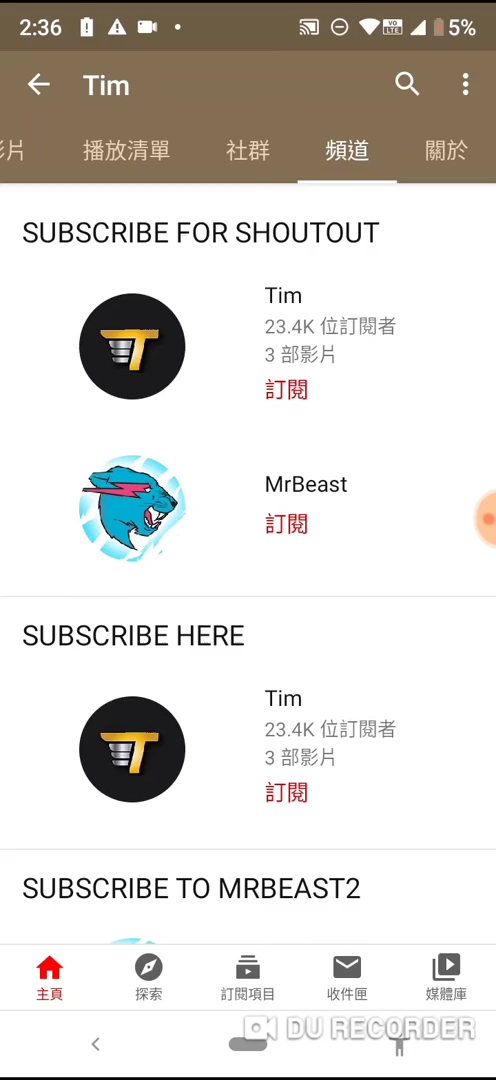 2:36
VO LTE
5%
Tim
影片
播放清單
社群
頻道
關於
SUBSCRIBE FOR SHOUTOUT
Tim
23.4K 位訂閱者
3 部影片
訂閱
MrBeast
訂閱
SUBSCRIBE HERE
Tim
23.4K 位訂閱者
3 部影片
訂閱
SUBSCRIBE TO MRBEAST2
主頁
探索
訂閱項目
收件匣
媒體庫
DU RECORDER